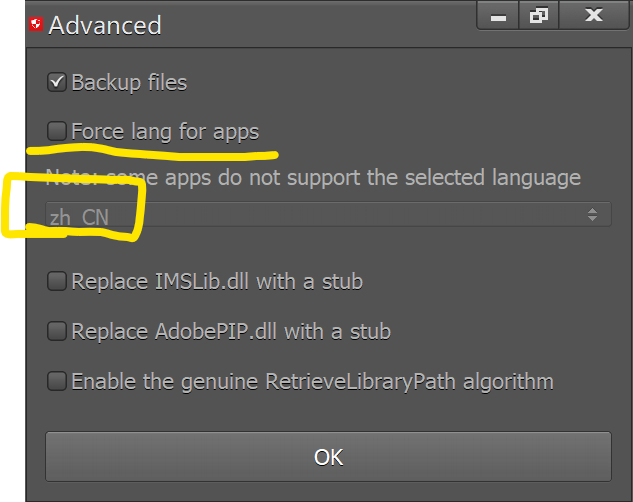 Advanced
Backup files
Force lang for apps
Note: some apps do not support the selected language
zh_CN
Replace IMSLib.dll with a stub
Replace AdobePIP.dll with a stub
Enable the genuine RetrieveLibraryPath algorithm
OK